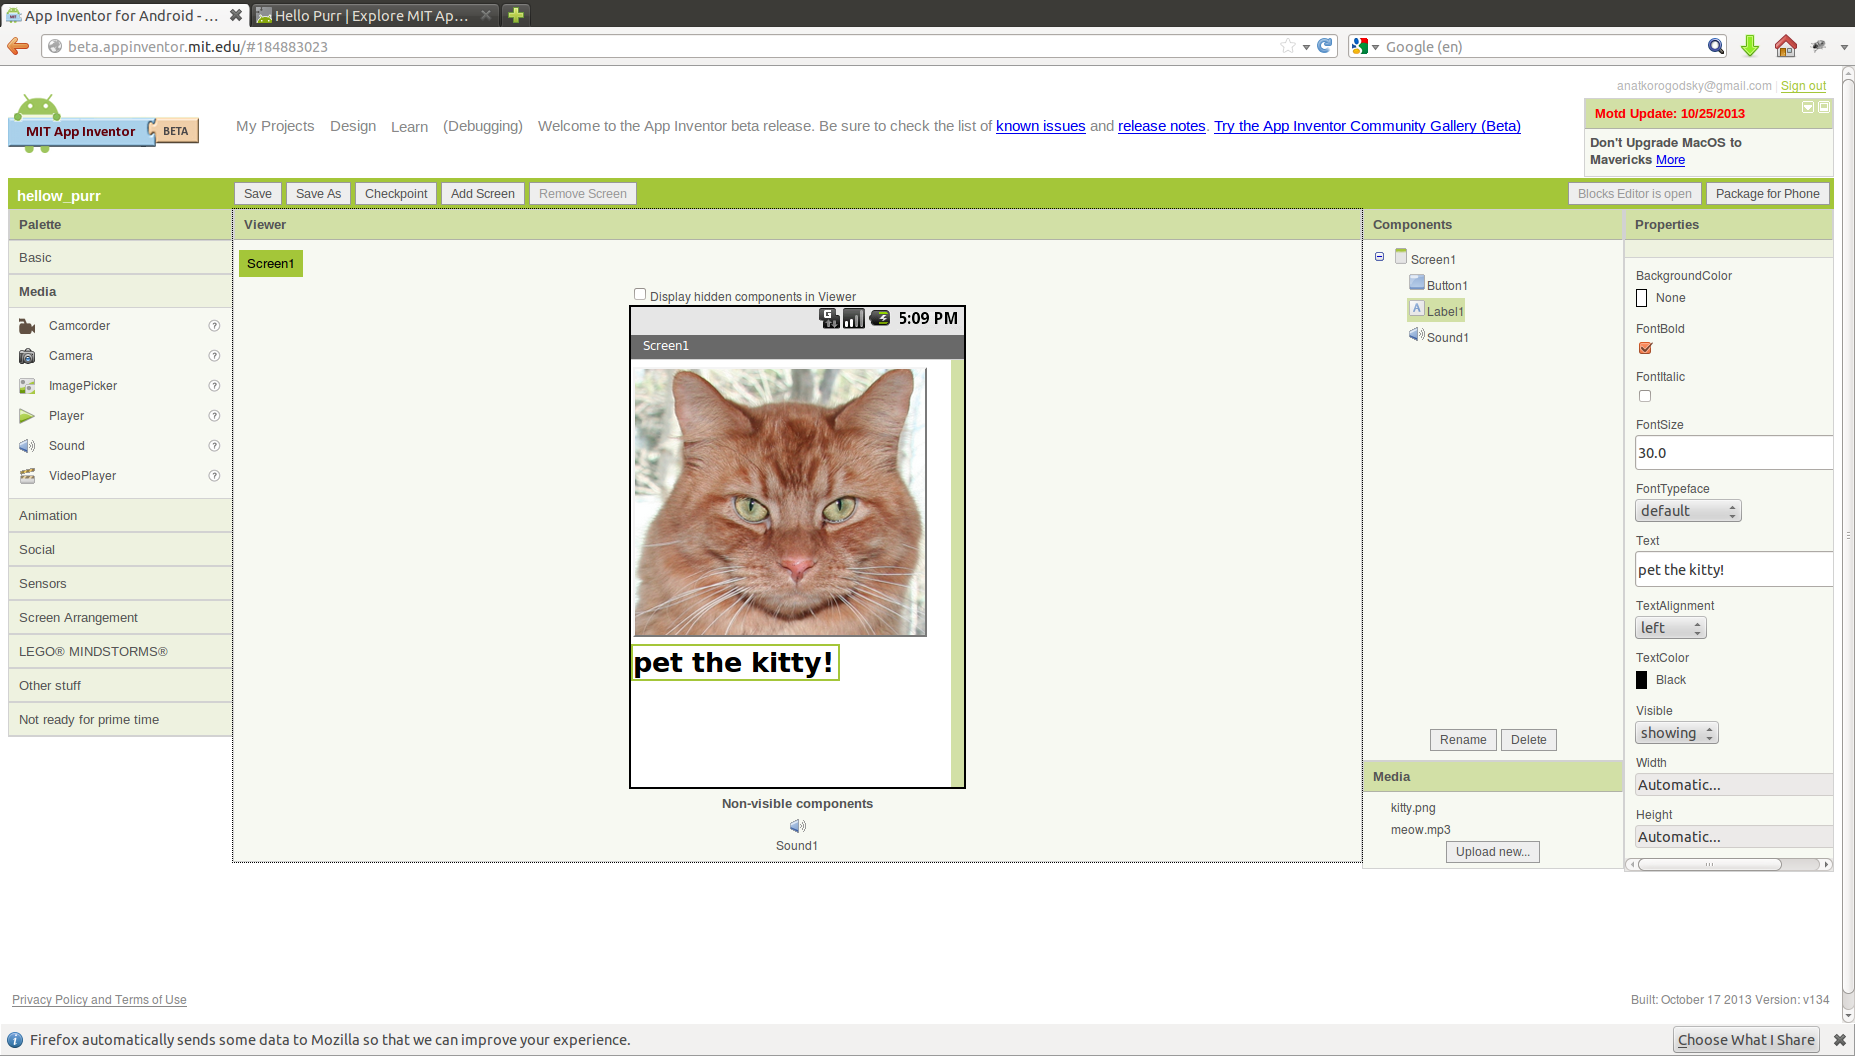 App Inventor for Android - ...
Hello Purr | Explore MIT Ap...
beta.appinventor.mit.edu/#184883023
Google (en)
anatkorogodsky@gmail.com | Sign out
MIT App Inventor BETA
My Projects Design Learn (Debugging) Welcome to the App Inventor beta release. Be sure to check the list of known issues and release notes. Try the App Inventor Community Gallery (Beta)
Motd Update: 10/25/2013
Don't Upgrade MacOS to
Mavericks More
hellow_purr
Save Save As Checkpoint Add Screen Remove Screen
Blocks Editor is open Package for Phone
Palette
Basic
Media
Camcorder ?
Camera ?
ImagePicker ?
Player ?
Sound ?
VideoPlayer ?
Animation
Social
Sensors
Screen Arrangement
LEGO® MINDSTORMS®
Other stuff
Not ready for prime time
Viewer
Screen1
Display hidden components in Viewer
G 5:09 PM
Screen1
pet the kitty!
Non-visible components
Sound1
Components
Screen1
Button1
A Label1
Sound1
Rename Delete
Media
kitty.png
meow.mp3
Upload new...
Properties
BackgroundColor
None
FontBold
FontItalic
FontSize
30.0
FontTypeface
default
Text
pet the kitty!
TextAlignment
left
TextColor
Black
Visible
showing
Width
Automatic...
Height
Automatic...
Privacy Policy and Terms of Use
Built: October 17 2013 Version: v134
Firefox automatically sends some data to Mozilla so that we can improve your experience.
Choose What I Share